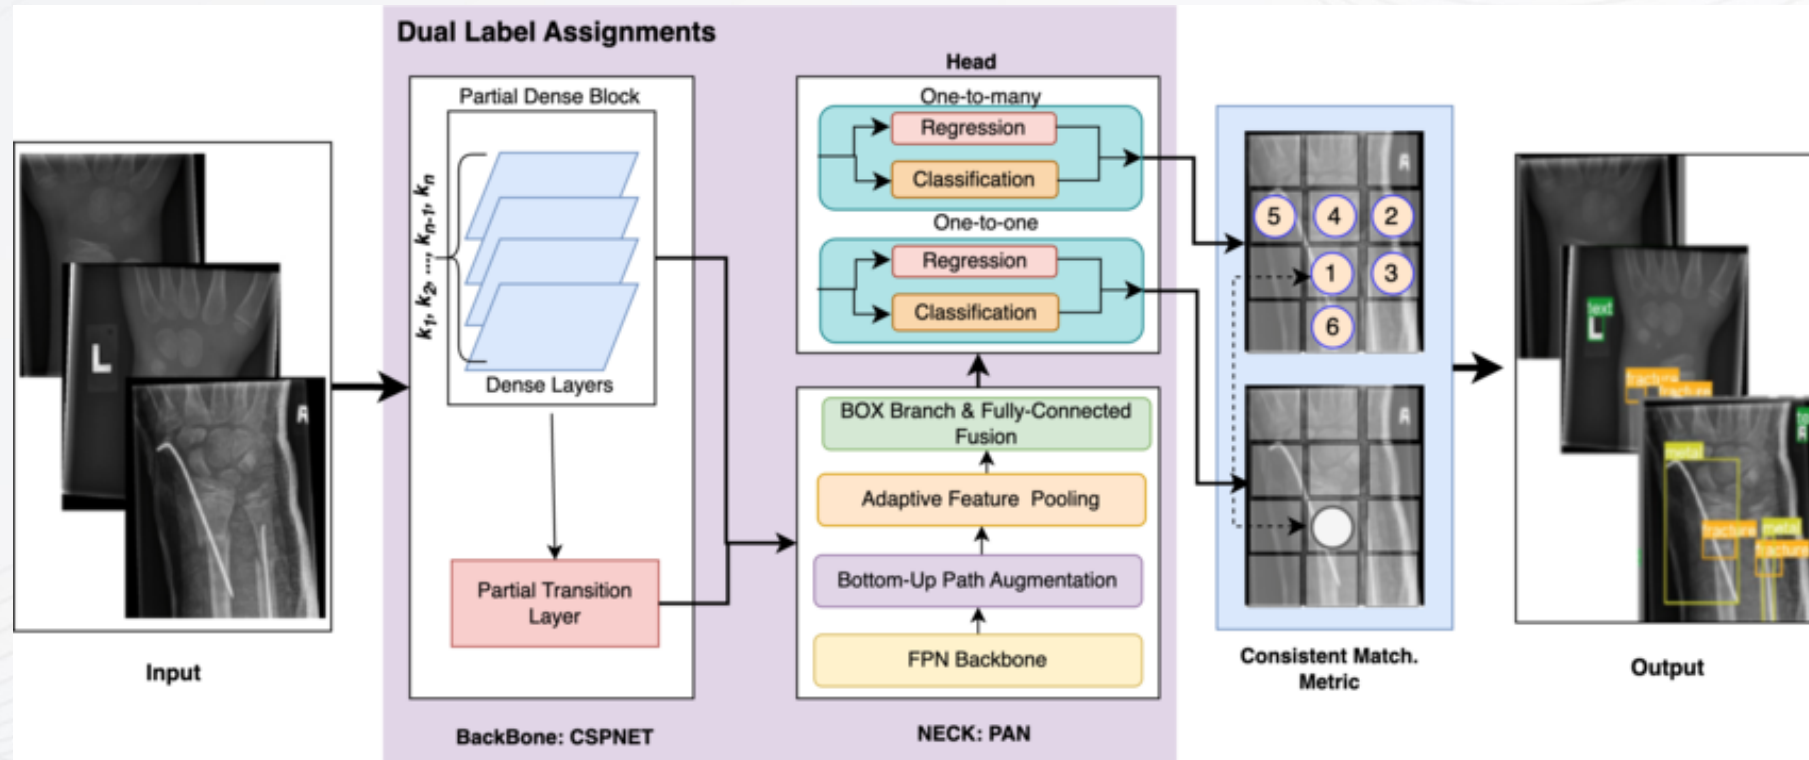 Dual Label Assignments
Partial Dense Block
k1, k2, ..., kn-1, kn
Dense Layers
Partial Transition
Layer
BackBone: CSPNET
Head
One-to-many
Regression
Classification
One-to-one
Regression
Classification
BOX Branch & Fully-Connected
Fusion
Adaptive Feature Pooling
Bottom-Up Path Augmentation
FPN Backbone
NECK: PAN
L
R
Input
R
5 4 2
1 3
6
R
Consistent Match.
Metric
text
L
fracture
fracture
metal
fracture
metal
fracture
Output